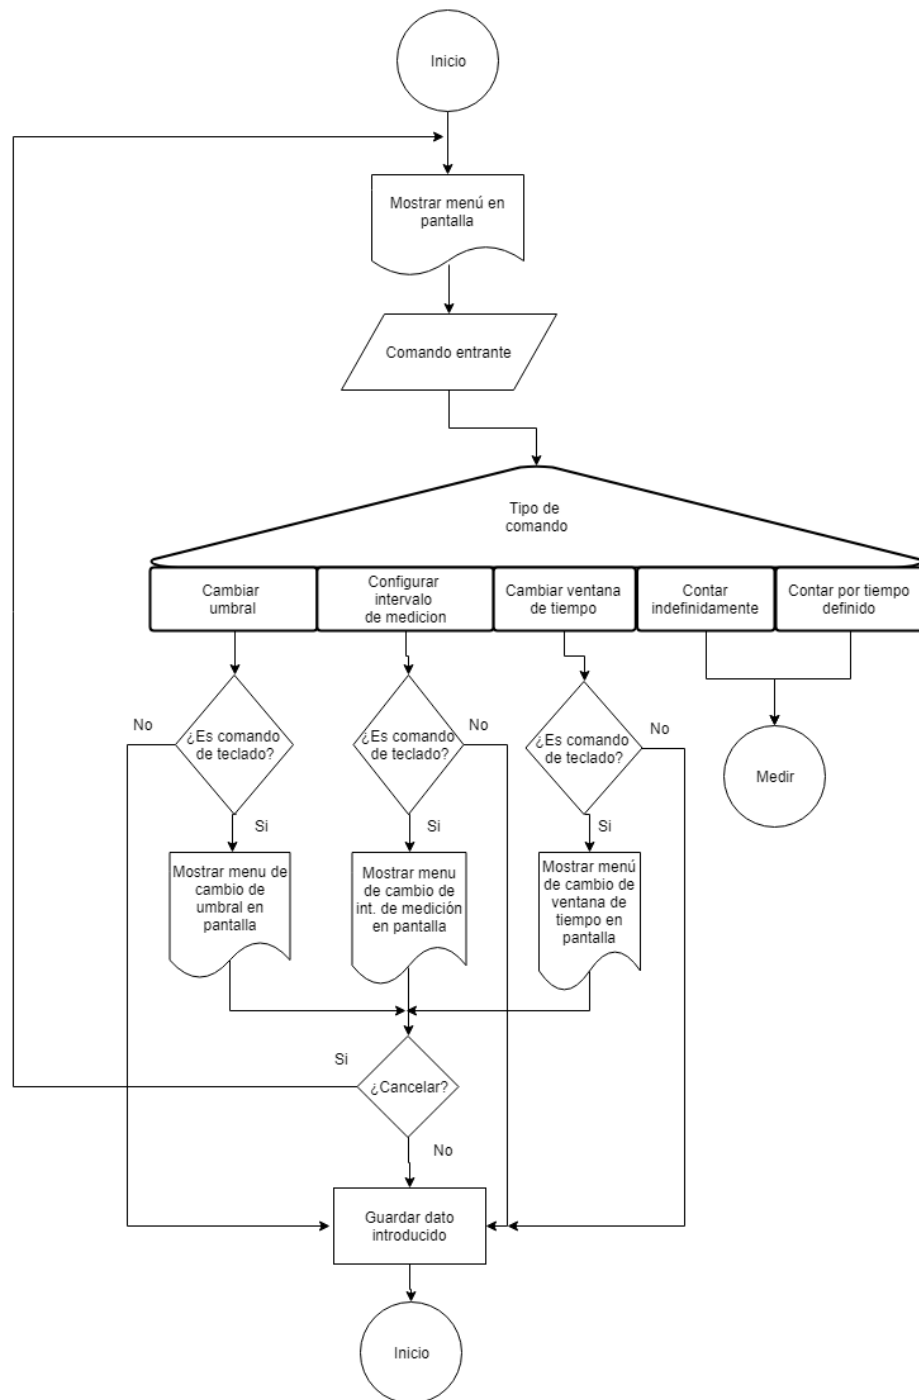 Inicio
Mostrar menú en
pantalla
Comando entrante
Tipo de
comando
Cambiar
umbral
Configurar
intervalo
de medicion
Cambiar ventana
de tiempo
Contar
indefinidamente
Contar por tiempo
definido
No
¿Es comando
de teclado?
Si
¿Es comando
de teclado?
No
Si
¿Es comando
de teclado?
No
Si
Medir
Mostrar menu de
cambio de
umbral en
pantalla
Mostrar menu
de cambio de
int. de medición
en pantalla
Mostrar menú
de cambio de
ventana de
tiempo en
pantalla
Si
¿Cancelar?
No
Guardar dato
introducido
Inicio